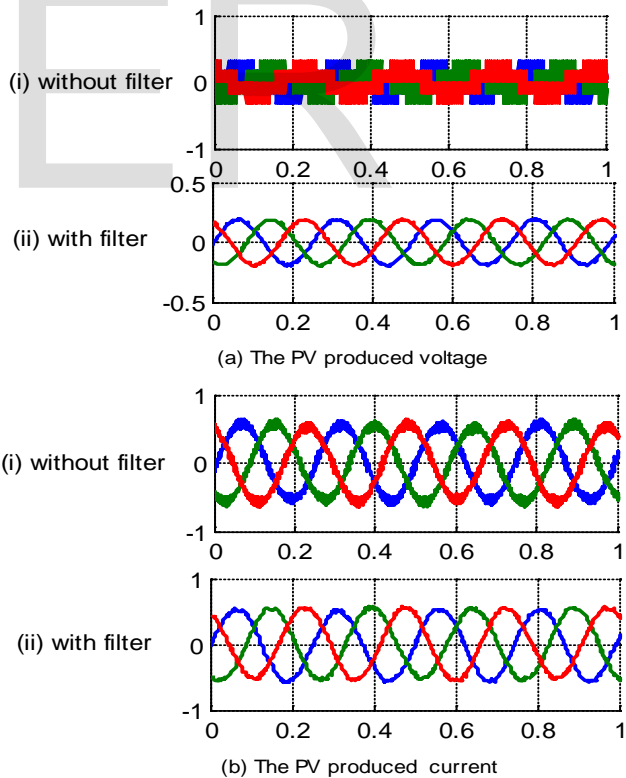 ER
1
(i) without filter
0
-1
0 0.2 0.4 0.6 0.8 1
0.5
(ii) with filter
0
-0.5
0 0.2 0.4 0.6 0.8 1
(a) The PV produced voltage
1
(i) without filter
0
-1
0 0.2 0.4 0.6 0.8 1
1
(ii) with filter
0
-1
0 0.2 0.4 0.6 0.8 1
(b) The PV produced current